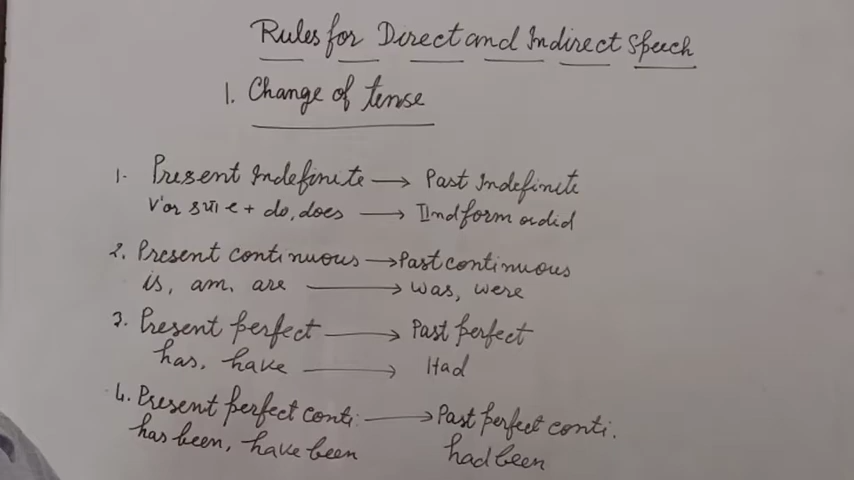 Rules for Direct and Indirect Speech
1. Change of tense
1. Present Indefinite → Past Indefinite
V' or s या e + do, does → IInd form or did
2. Present continuous → Past continuous
is, am, are → was, were
3. Present perfect → Past perfect
has, have → Had
4. Present perfect conti. → Past perfect conti.
has been, have been had been